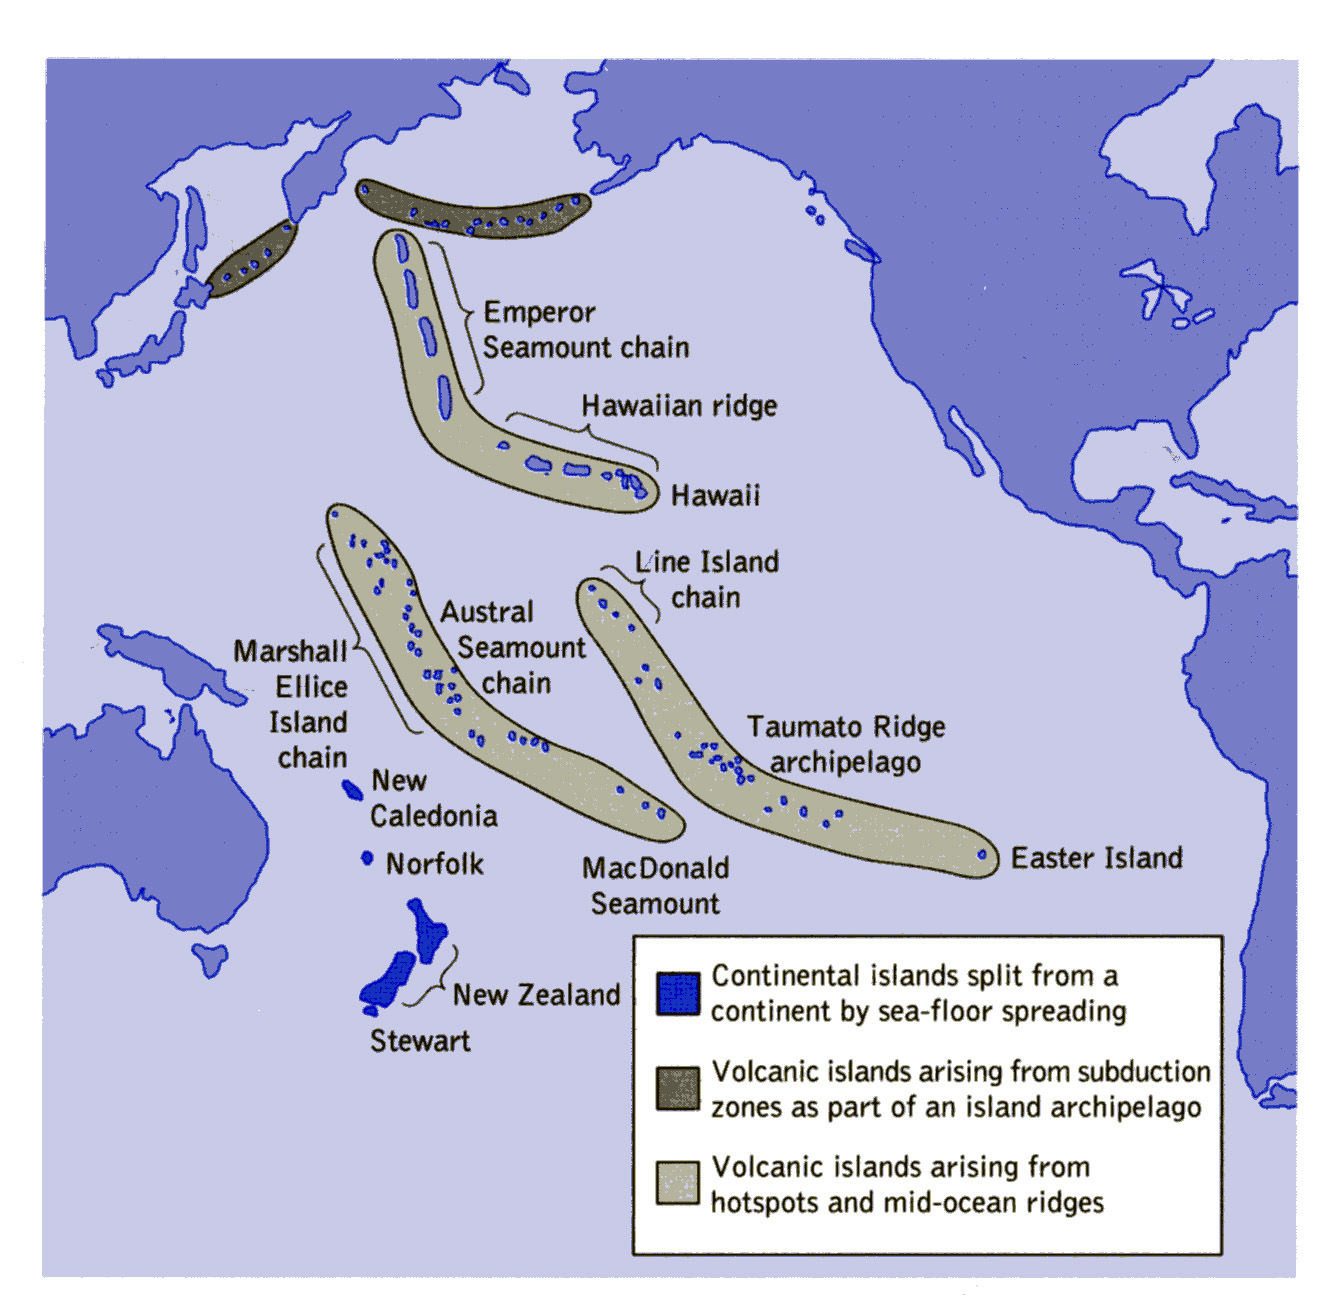 Emperor
Seamount chain
Hawaiian ridge
Hawaii
Line Island
chain
Austral
Seamount
chain
Marshall
Ellice
Island
chain
Taumato Ridge
archipelago
New
Caledonia
Norfolk
MacDonald
Seamount
Easter Island
New Zealand
Stewart
Continental islands split from a
continent by sea-floor spreading
Volcanic islands arising from subduction
zones as part of an island archipelago
Volcanic islands arising from
hotspots and mid-ocean ridges